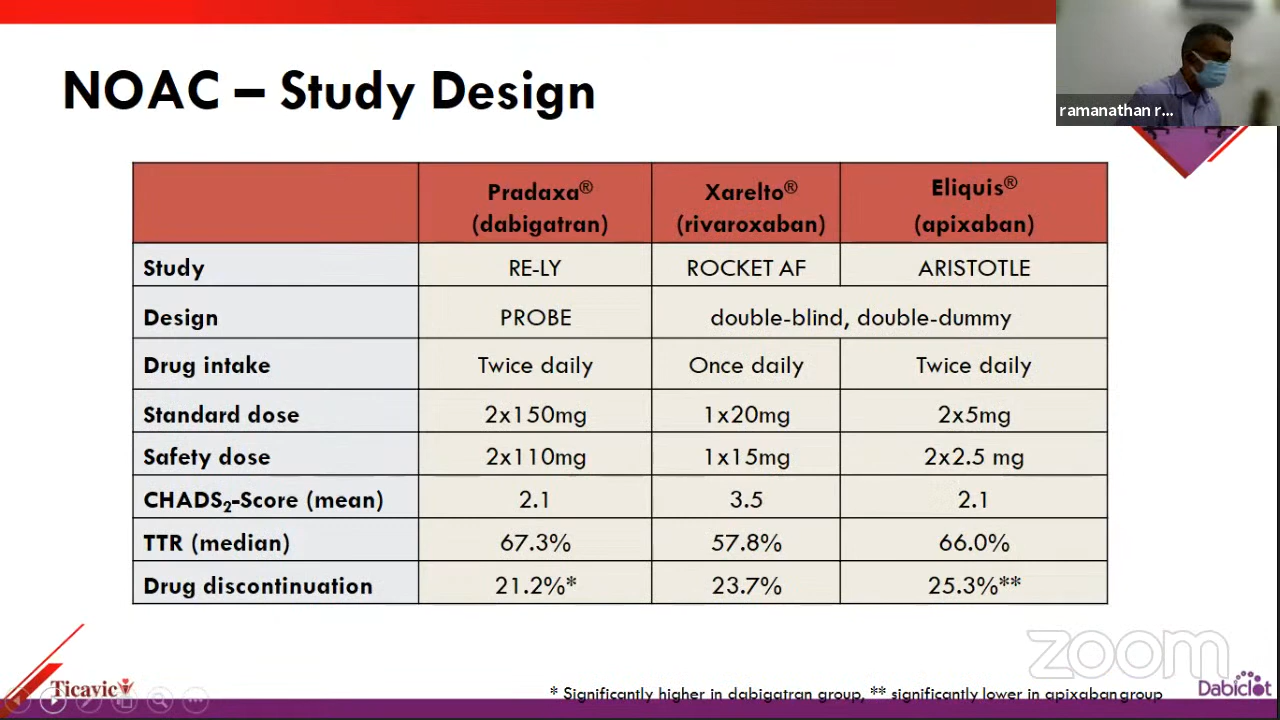 NOAC – Study Design
ramanathan r...
Pradaxa® Xarelto® Eliquis®
(dabigatran) (rivaroxaban) (apixaban)
Study RE-LY ROCKET AF ARISTOTLE
Design PROBE double-blind, double-dummy
Drug intake Twice daily Once daily Twice daily
Standard dose 2x150mg 1x20mg 2x5mg
Safety dose 2x110mg 1x15mg 2x2.5 mg
CHADS₂-Score (mean) 2.1 3.5 2.1
TTR (median) 67.3% 57.8% 66.0%
Drug discontinuation 21.2%* 23.7% 25.3%**
zoom
Ticavic
* Significantly higher in dabigatran group, ** significantly lower in apixaban group
Dabiclot